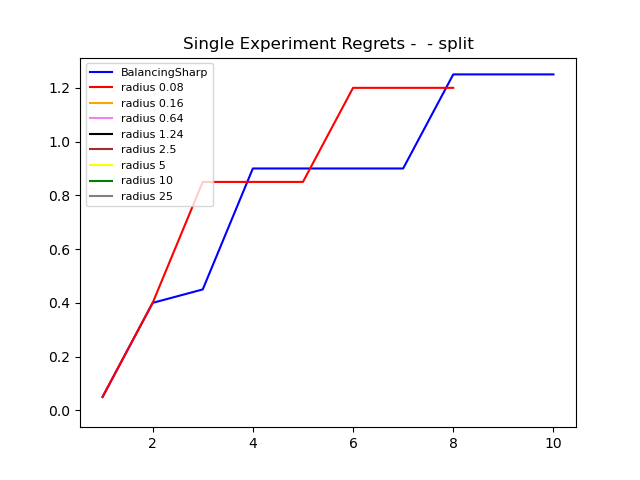 Single Experiment Regrets -  - split
BalancingSharp
radius 0.08
radius 0.16
radius 0.64
radius 1.24
radius 2.5
radius 5
radius 10
radius 25
1.2
1.0
0.8
0.6
0.4
0.2
0.0
2 4 6 8 10